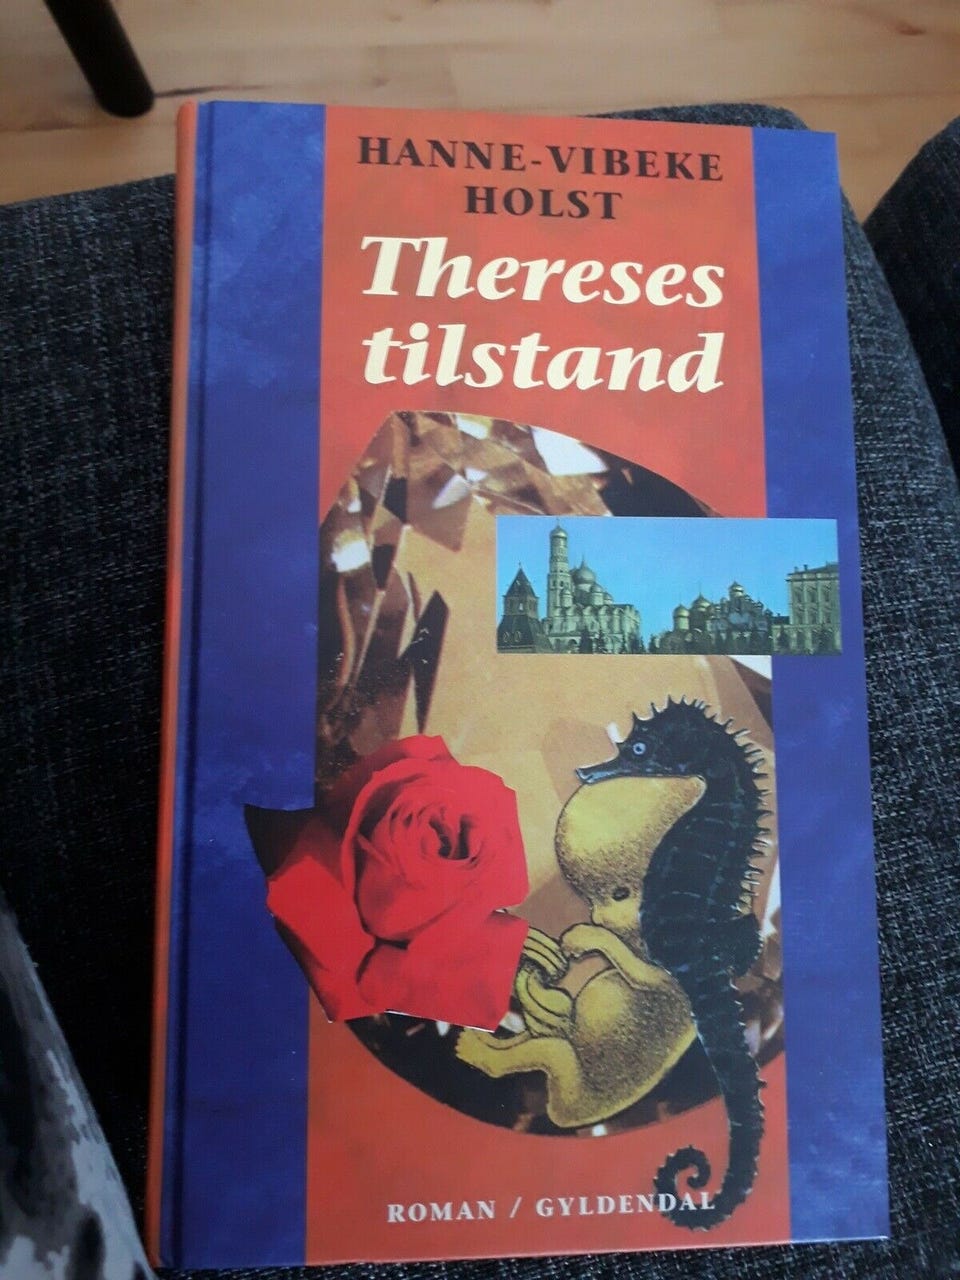 HANNE-VIBEKE
HOLST
Thereses
tilstand
ROMAN / GYLDENDAL